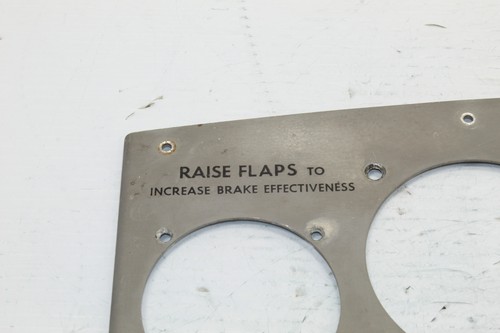 RAISE FLAPS TO
INCREASE BRAKE EFFECTIVENESS